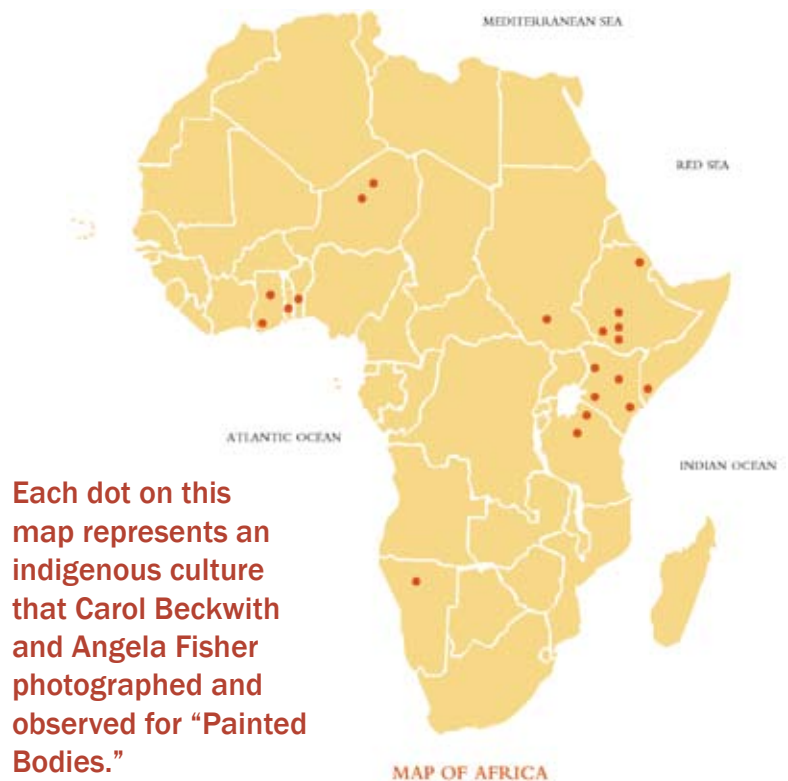 MEDITERRANEAN SEA
RED SEA
ATLANTIC OCEAN
INDIAN OCEAN
Each dot on this
map represents an
indigenous culture
that Carol Beckwith
and Angela Fisher
photographed and
observed for “Painted
Bodies.”
MAP OF AFRICA